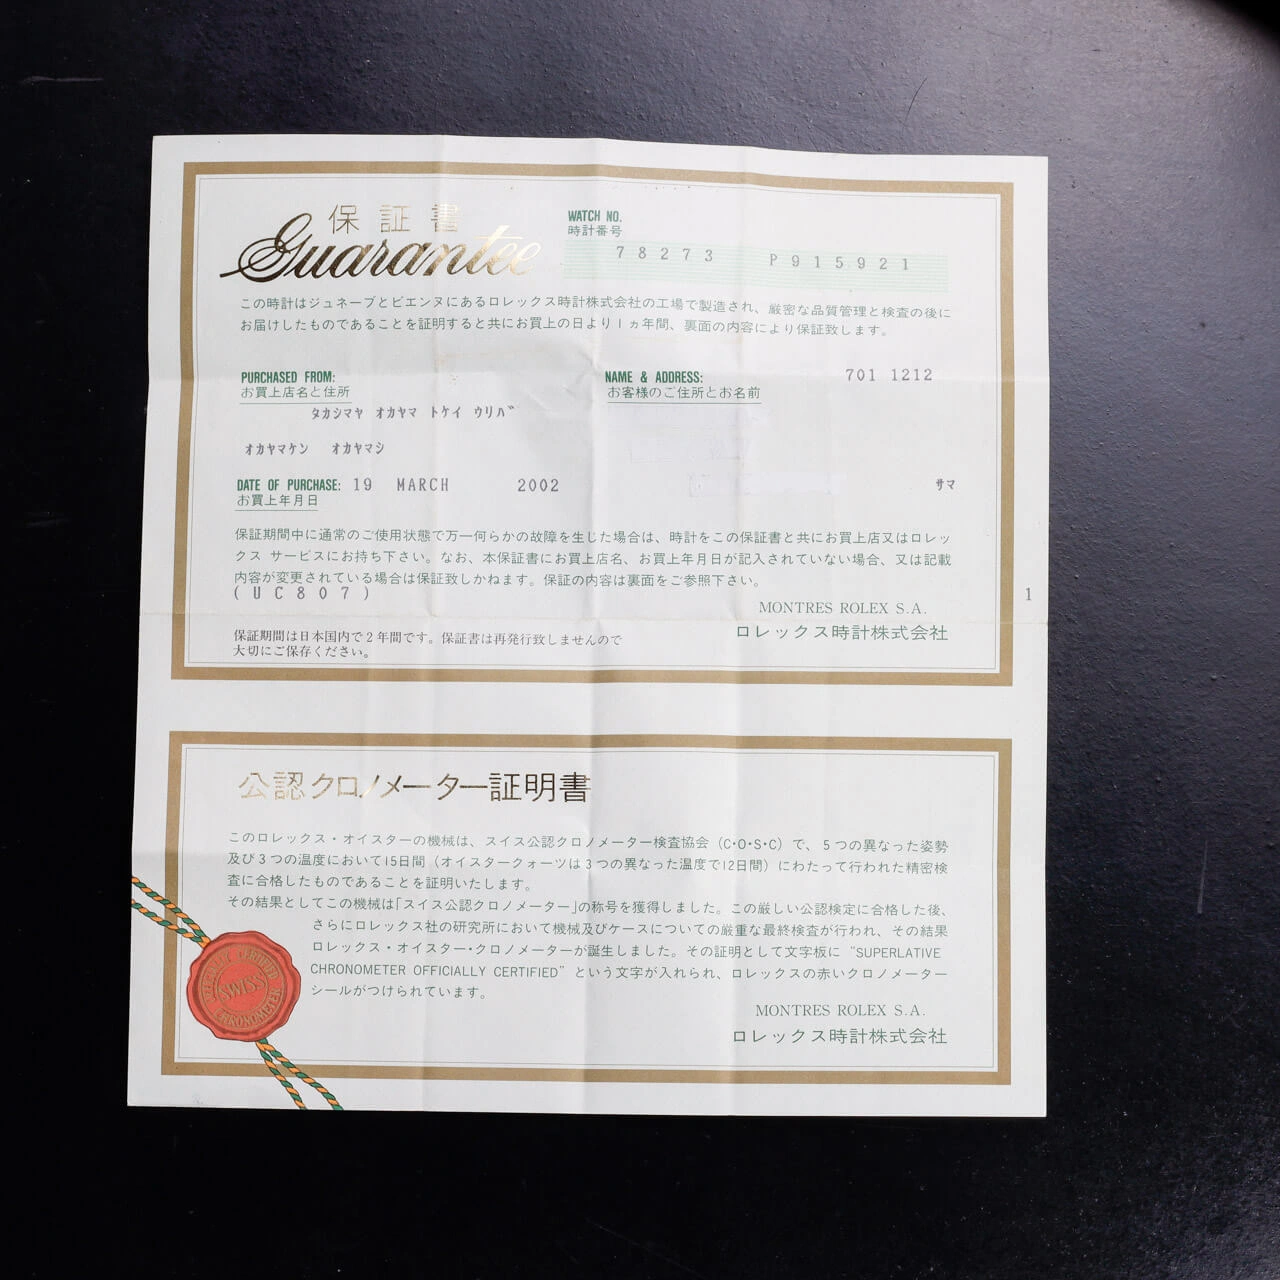 保証書
Guarantee
WATCH NO.
時計番号
78273 P915921
この時計はジュネーブとビエンヌにあるロレックス時計株式会社の工場で製造され、厳密な品質管理と検査の後に
お届けしたものであることを証明すると共にお買上の日より1ヵ年間、裏面の内容により保証致します。
PURCHASED FROM:
お買上店名と住所
タカシマヤ オカヤマ トケイ ウリバ
オカヤマケン オカヤマシ
NAME & ADDRESS:
お客様のご住所とお名前
701 1212
サマ
DATE OF PURCHASE: 19 MARCH 2002
お買上年月日
保証期間中に通常のご使用状態で万一何らかの故障を生じた場合は、時計をこの保証書と共にお買上店又はロレッ
クス サービスにお持ち下さい。なお、本保証書にお買上店名、お買上年月日が記入されていない場合、又は記載
内容が変更されている場合は保証致しかねます。保証の内容は裏面をご参照下さい。
(UC807)
1
MONTRES ROLEX S.A.
ロレックス時計株式会社
保証期間は日本国内で2年間です。保証書は再発行致しませんので
大切にご保存ください。
公認クロノメーター証明書
このロレックス・オイスターの機械は、スイス公認クロノメーター検査協会（C・O・S・C）で、5つの異なった姿勢
及び3つの温度において15日間（オイスタークォーツは3つの異なった温度で12日間）にわたって行われた精密検
査に合格したものであることを証明いたします。
その結果としてこの機械は「スイス公認クロノメーター」の称号を獲得しました。この厳しい公認検定に合格した後、
さらにロレックス社の研究所において機械及びケースについての厳重な最終検査が行われ、その結果
ロレックス・オイスター・クロノメーターが誕生しました。その証明として文字板に "SUPERLATIVE
CHRONOMETER OFFICIALLY CERTIFIED" という文字が入れられ、ロレックスの赤いクロノメーター
シールがつけられています。
MONTRES ROLEX S.A.
ロレックス時計株式会社
CERTIFIED
SWISS
CHRONOMETER